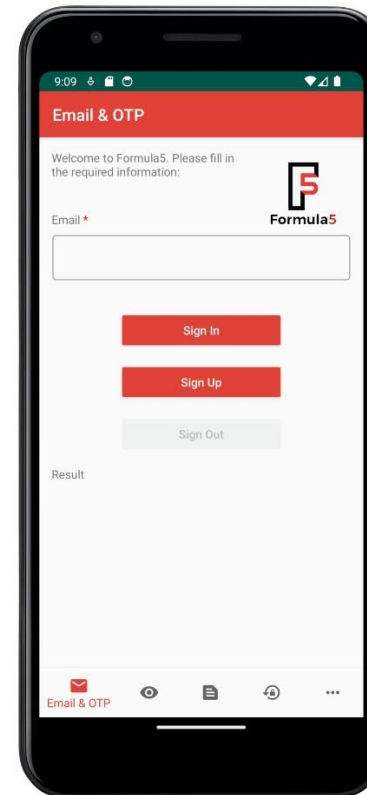 9:09
Email & OTP
Welcome to Formula5. Please fill in
the required information:
F5
Formula5
Email *
Sign In
Sign Up
Sign Out
Result
Email & OTP